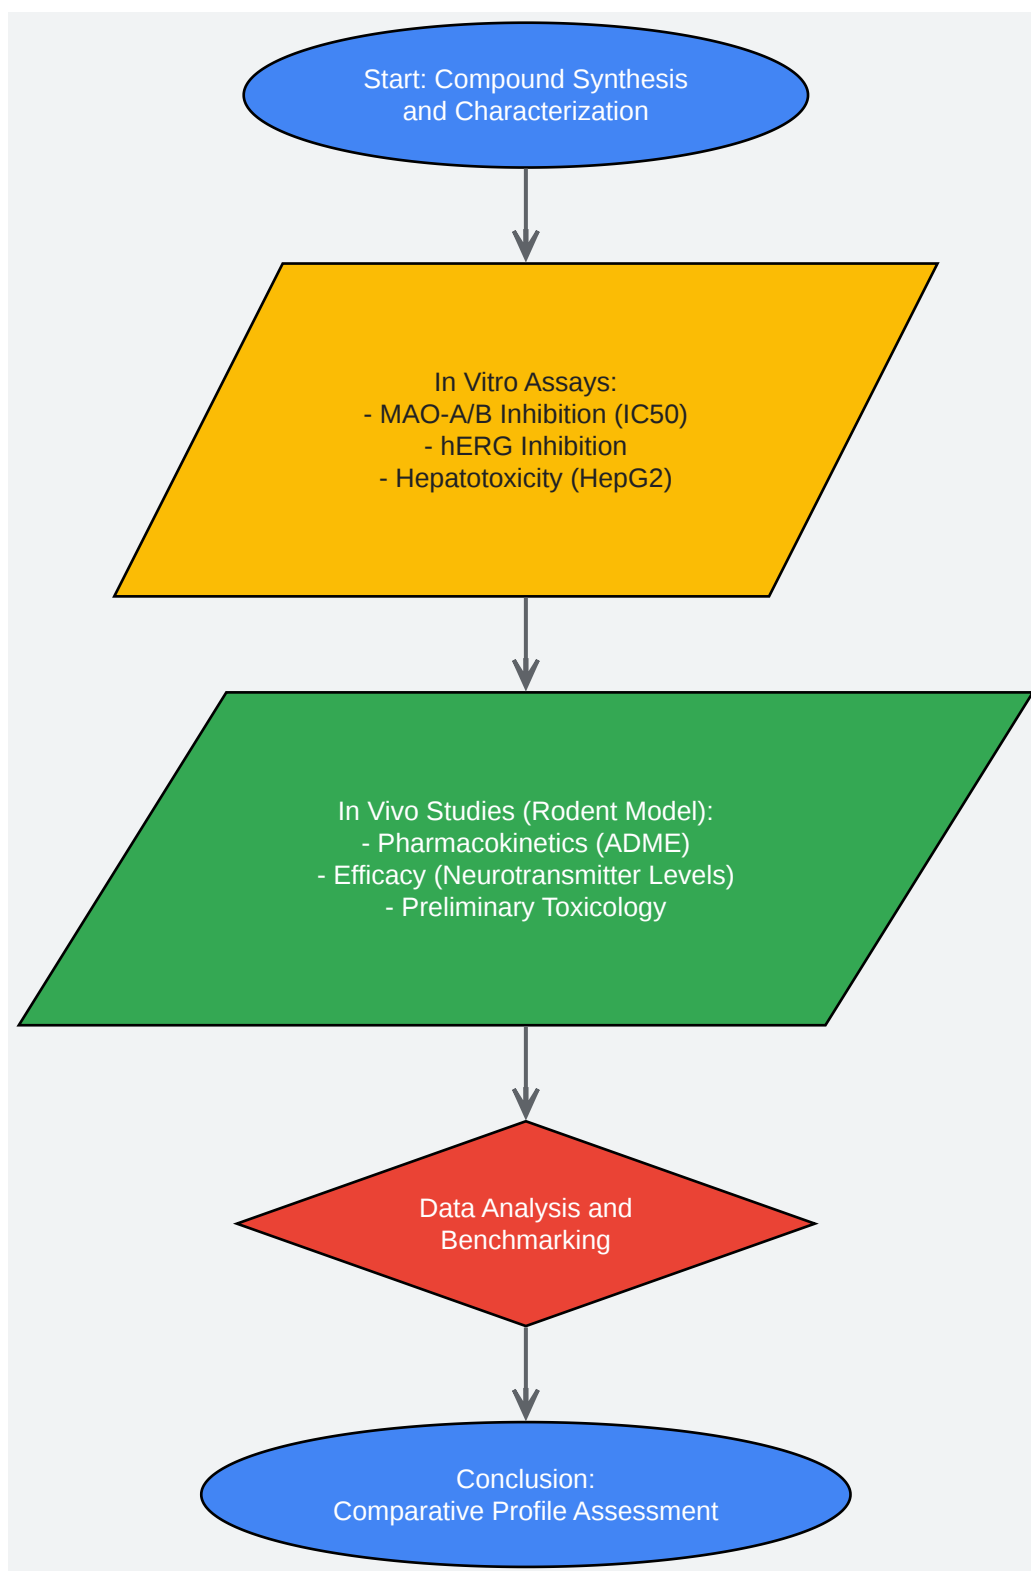 Start: Compound Synthesis
and Characterization
In Vitro Assays:
- MAO-A/B Inhibition (IC50)
- hERG Inhibition
- Hepatotoxicity (HepG2)
In Vivo Studies (Rodent Model):
- Pharmacokinetics (ADME)
- Efficacy (Neurotransmitter Levels)
- Preliminary Toxicology
Data Analysis and
Benchmarking
Conclusion:
Comparative Profile Assessment